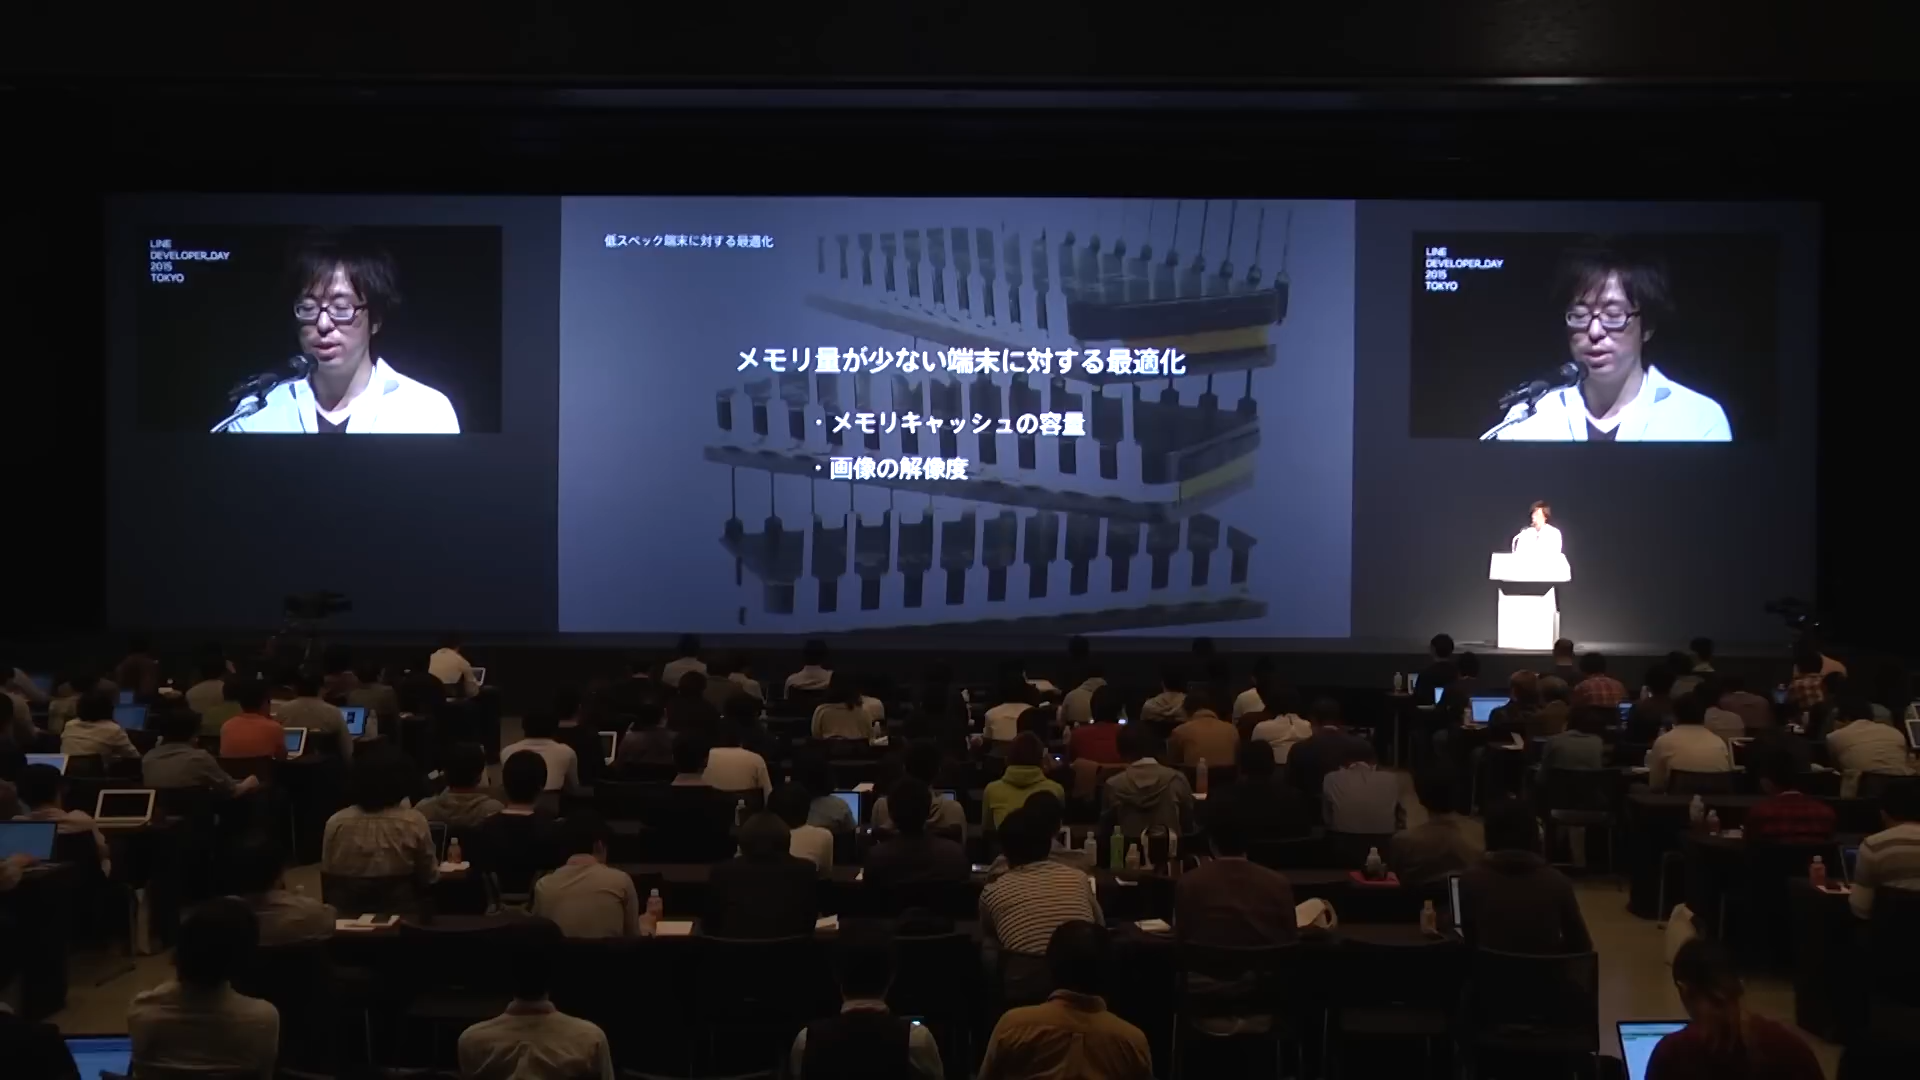 LINE
DEVELOPER_DAY
2015
TOKYO
低スペック端末に対する最適化
メモリ量が少ない端末に対する最適化
・メモリキャッシュの容量
・画像の解像度
LINE
DEVELOPER_DAY
2015
TOKYO